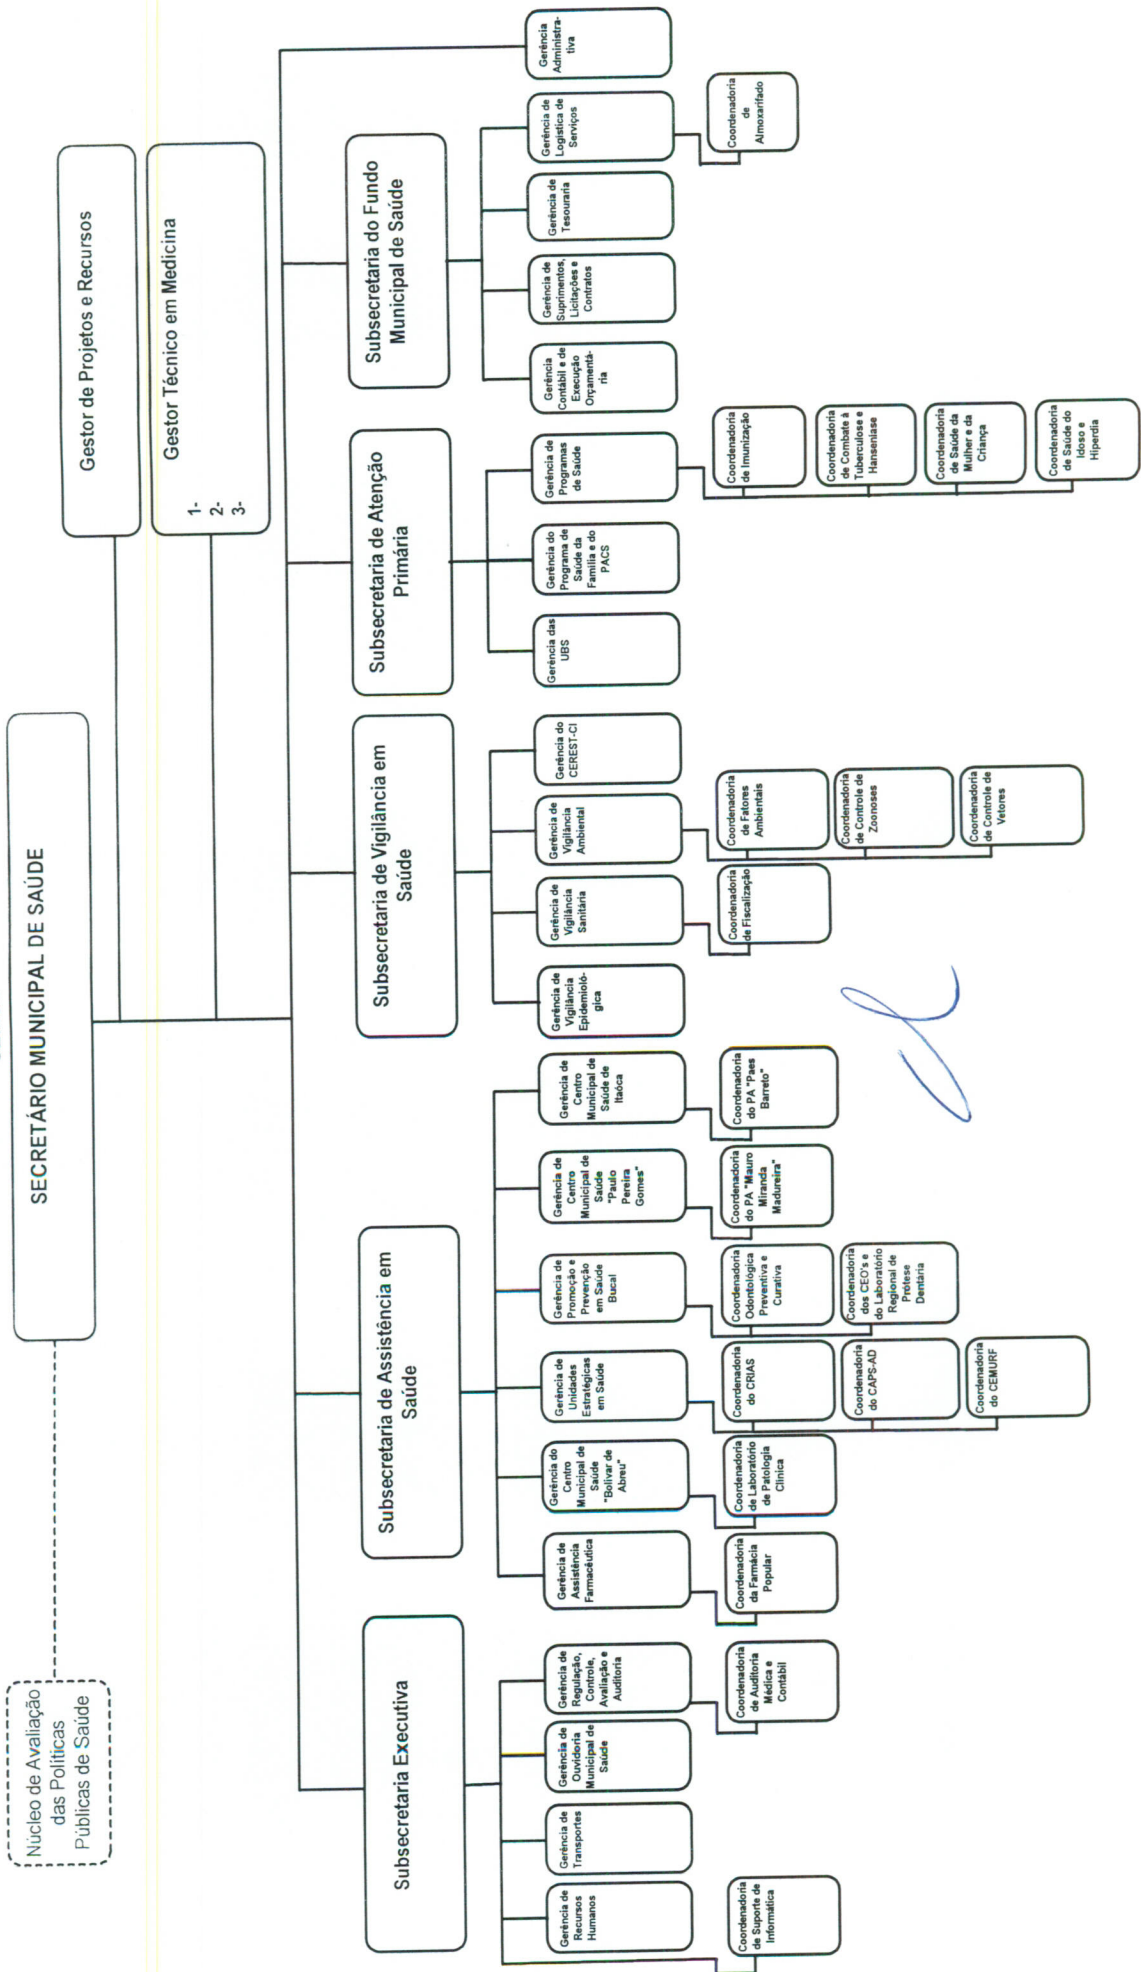 Núcleo de Avaliação
das Políticas
Públicas de Saúde
SECRETÁRIO MUNICIPAL DE SAÚDE
Gestor de Projetos e Recursos
Gestor Técnico em Medicina
1-
2-
3-
Subsecretaria Executiva
Subsecretaria de Assistência em
Saúde
Subsecretaria de Vigilância em
Saúde
Subsecretaria de Atenção
Primária
Subsecretaria do Fundo
Municipal de Saúde
Gerência de
Recursos
Humanos
Gerência de
Transportes
Gerência de
Ouvidoria
Municipal de
Saúde
Gerência de
Regulação,
Controle,
Avaliação e
Auditoria
Gerência de
Assistência
Farmacêutica
Gerência do
Centro
Municipal de
Saúde
"Bolivar de
Abreu"
Gerência de
Unidades
Estratégicas
em Saúde
Gerência de
Promoção e
Prevenção
em Saúde
Bucal
Gerência de
Centro
Municipal de
Saúde
"Paulo
Pereira
Gomes"
Gerência de
Centro
Municipal de
Saúde de
Itaóca
Gerência de
Vigilância
Epidemioló-
gica
Gerência de
Vigilância
Sanitária
Gerência de
Vigilância
Ambiental
Gerência do
CEREST-CI
Gerência das
UBS
Gerência do
Programa de
Saúde da
Família e do
PACS
Gerência de
Programas
de Saúde
Gerência
Contábil e de
Execução
Orçamentá-
ria
Gerência de
Suprimentos,
Licitações e
Contratos
Gerência de
Tesouraria
Gerência de
Logística de
Serviços
Gerência
Administra-
tiva
Coordenadoria
de Suporte de
Informática
Coordenadoria
de Auditoria
Médica e
Contábil
Coordenadoria
da Farmácia
Popular
Coordenadoria
de Laboratório
de Patologia
Clínica
Coordenadoria
do CRIAS
Coordenadoria
do CAPS-AD
Coordenadoria
do CEMURF
Coordenadoria
Odontológica
Preventiva e
Curativa
Coordenadoria
dos CEO's e
do Laboratório
Regional de
Prótese
Dentária
Coordenadoria
do PA "Mauro
Miranda
Madureira"
Coordenadoria
do PA "Paes
Barreto"
Coordenadoria
de Fiscalização
Coordenadoria
de Fatores
Ambientais
Coordenadoria
de Controle de
Zoonoses
Coordenadoria
de Controle de
Vetores
Coordenadoria
de Imunização
Coordenadoria
de Combate à
Tuberculose e
Hanseníase
Coordenadoria
de Saúde da
Mulher e da
Criança
Coordenadoria
de Saúde do
Idoso e
Hiperdia
Coordenadoria
de
Almoxarifado